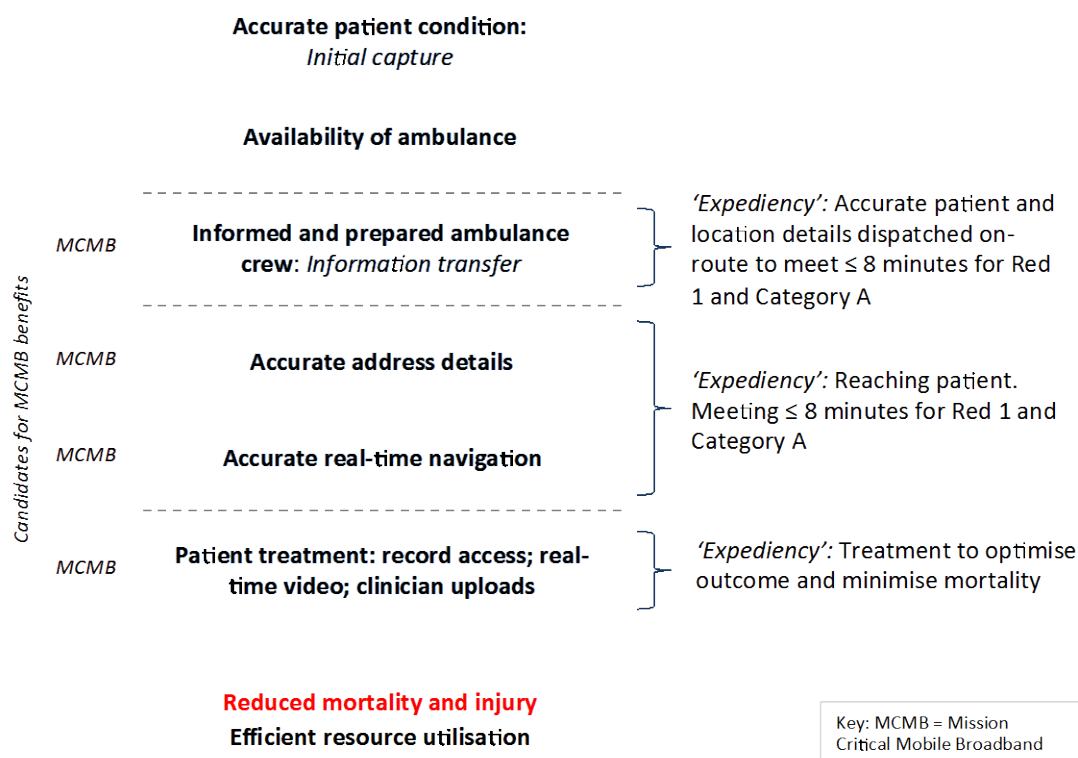 Accurate patient condition:
Initial capture
Availability of ambulance
Candidates for MCMB benefits
MCMB
Informed and prepared ambulance
crew: Information transfer
‘Expediency’: Accurate patient and
location details dispatched on-
route to meet ≤ 8 minutes for Red
1 and Category A
MCMB
Accurate address details
MCMB
Accurate real-time navigation
‘Expediency’: Reaching patient.
Meeting ≤ 8 minutes for Red 1 and
Category A
MCMB
Patient treatment: record access; real-
time video; clinician uploads
‘Expediency’: Treatment to optimise
outcome and minimise mortality
Reduced mortality and injury
Efficient resource utilisation
Key: MCMB = Mission
Critical Mobile Broadband